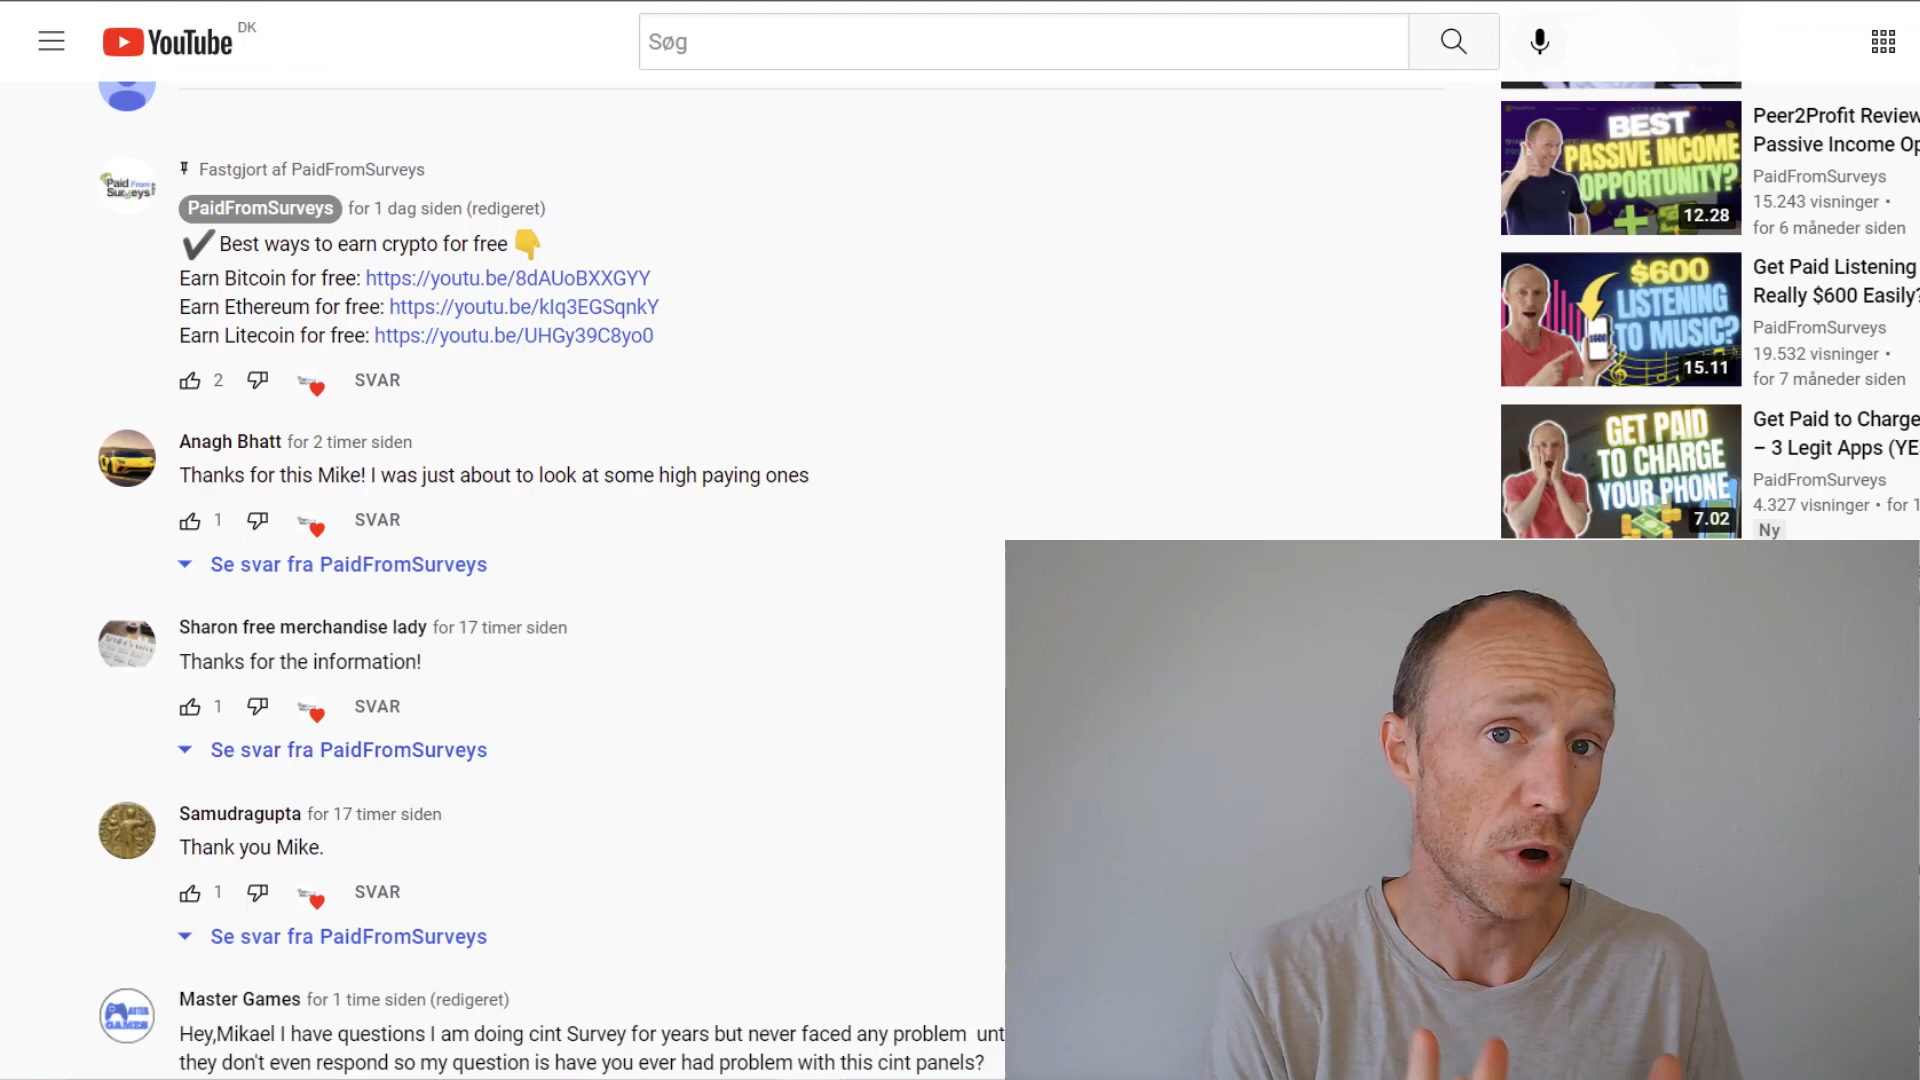 YouTube DK
Søg
Fastgjort af PaidFromSurveys
Paid From
Surveys
PaidFromSurveys for 1 dag siden (redigeret)
✔ Best ways to earn crypto for free 👇
Earn Bitcoin for free: https://youtu.be/8dAUoBXXGYY
Earn Ethereum for free: https://youtu.be/kIq3EGSqnkY
Earn Litecoin for free: https://youtu.be/UHGy39C8yo0
2 SVAR
Anagh Bhatt for 2 timer siden
Thanks for this Mike! I was just about to look at some high paying ones
1 SVAR
Se svar fra PaidFromSurveys
Sharon free merchandise lady for 17 timer siden
Thanks for the information!
1 SVAR
Se svar fra PaidFromSurveys
Samudragupta for 17 timer siden
Thank you Mike.
1 SVAR
Se svar fra PaidFromSurveys
MASTER
GAMES
Master Games for 1 time siden (redigeret)
Hey,Mikael I have questions I am doing cint Survey for years but never faced any problem unt
they don't even respond so my question is have you ever had problem with this cint panels?
BEST
PASSIVE INCOME
OPPORTUNITY?
12.28
Peer2Profit Review
Passive Income Op
PaidFromSurveys
15.243 visninger •
for 6 måneder siden
$600
LISTENING
TO MUSIC?
$600
15.11
Get Paid Listening
Really $600 Easily?
PaidFromSurveys
19.532 visninger •
for 7 måneder siden
GET PAID
TO CHARGE
YOUR PHONE
7.02
Get Paid to Charge
– 3 Legit Apps (YE
PaidFromSurveys
4.327 visninger • for 1
Ny